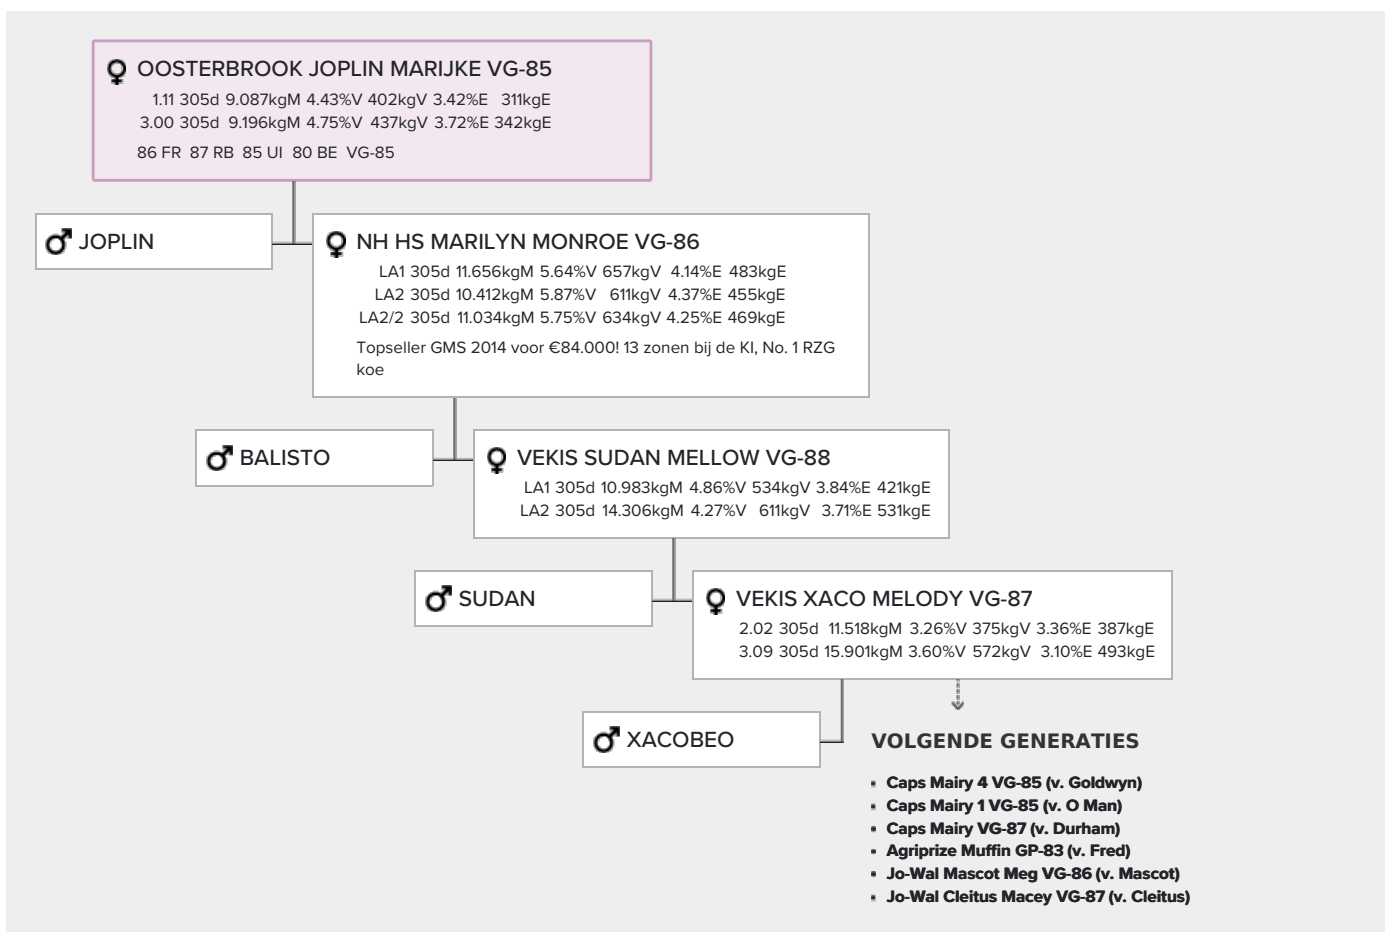 OOSTERBROOK JOPLIN MARIJKE VG-85
1.11 305d 9.087kgM 4.43%V 402kgV 3.42%E 311kgE
3.00 305d 9.196kgM 4.75%V 437kgV 3.72%E 342kgE
86 FR 87 RB 85 UI 80 BE VG-85
JOPLIN
NH HS MARILYN MONROE VG-86
LA1 305d 11.656kgM 5.64%V 657kgV 4.14%E 483kgE
LA2 305d 10.412kgM 5.87%V 611kgV 4.37%E 455kgE
LA2/2 305d 11.034kgM 5.75%V 634kgV 4.25%E 469kgE
Topseller GMS 2014 voor €84.000! 13 zonen bij de KI, No. 1 RZG
koe
BALISTO
VEKIS SUDAN MELLOW VG-88
LA1 305d 10.983kgM 4.86%V 534kgV 3.84%E 421kgE
LA2 305d 14.306kgM 4.27%V 611kgV 3.71%E 531kgE
SUDAN
VEKIS XACO MELODY VG-87
2.02 305d 11.518kgM 3.26%V 375kgV 3.36%E 387kgE
3.09 305d 15.901kgM 3.60%V 572kgV 3.10%E 493kgE
XACOBEO
VOLGENDE GENERATIES
▪ Caps Mairy 4 VG-85 (v. Goldwyn)
▪ Caps Mairy 1 VG-85 (v. O Man)
▪ Caps Mairy VG-87 (v. Durham)
▪ Agriprize Muffin GP-83 (v. Fred)
▪ Jo-Wal Mascot Meg VG-86 (v. Mascot)
▪ Jo-Wal Cleitus Macey VG-87 (v. Cleitus)